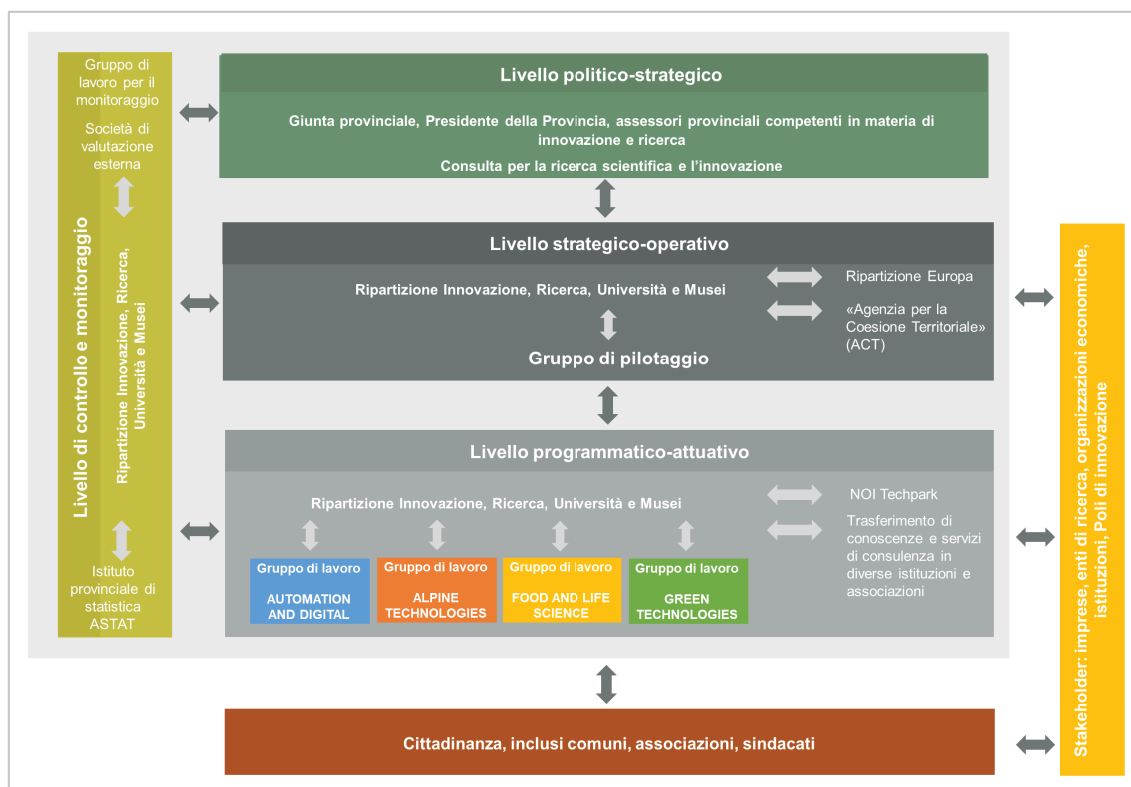 Gruppo di
lavoro per il
monitoraggio
Società di
valutazione
esterna
Livello di controllo e monitoraggio
Ripartizione Innovazione, Ricerca,
Università e Musei
Istituto
provinciale di
statistica
ASTAT
Livello politico-strategico
Giunta provinciale, Presidente della Provincia, assessori provinciali competenti in materia di
innovazione e ricerca
Consulta per la ricerca scientifica e l'innovazione
Livello strategico-operativo
Ripartizione Innovazione, Ricerca, Università e Musei
Gruppo di pilotaggio
Ripartizione Europa
«Agenzia per la
Coesione Territoriale»
(ACT)
Livello programmatico-attuativo
Ripartizione Innovazione, Ricerca, Università e Musei
NOI Techpark
Trasferimento di
conoscenze e servizi
di consulenza in
diverse istituzioni e
associazioni
Gruppo di lavoro
AUTOMATION
AND DIGITAL
Gruppo di lavoro
ALPINE
TECHNOLOGIES
Gruppo di lavoro
FOOD AND LIFE
SCIENCE
Gruppo di lavoro
GREEN
TECHNOLOGIES
Cittadinanza, inclusi comuni, associazioni, sindacati
Stakeholder: imprese, enti di ricerca, organizzazioni economiche,
istituzioni, Poli di innovazione